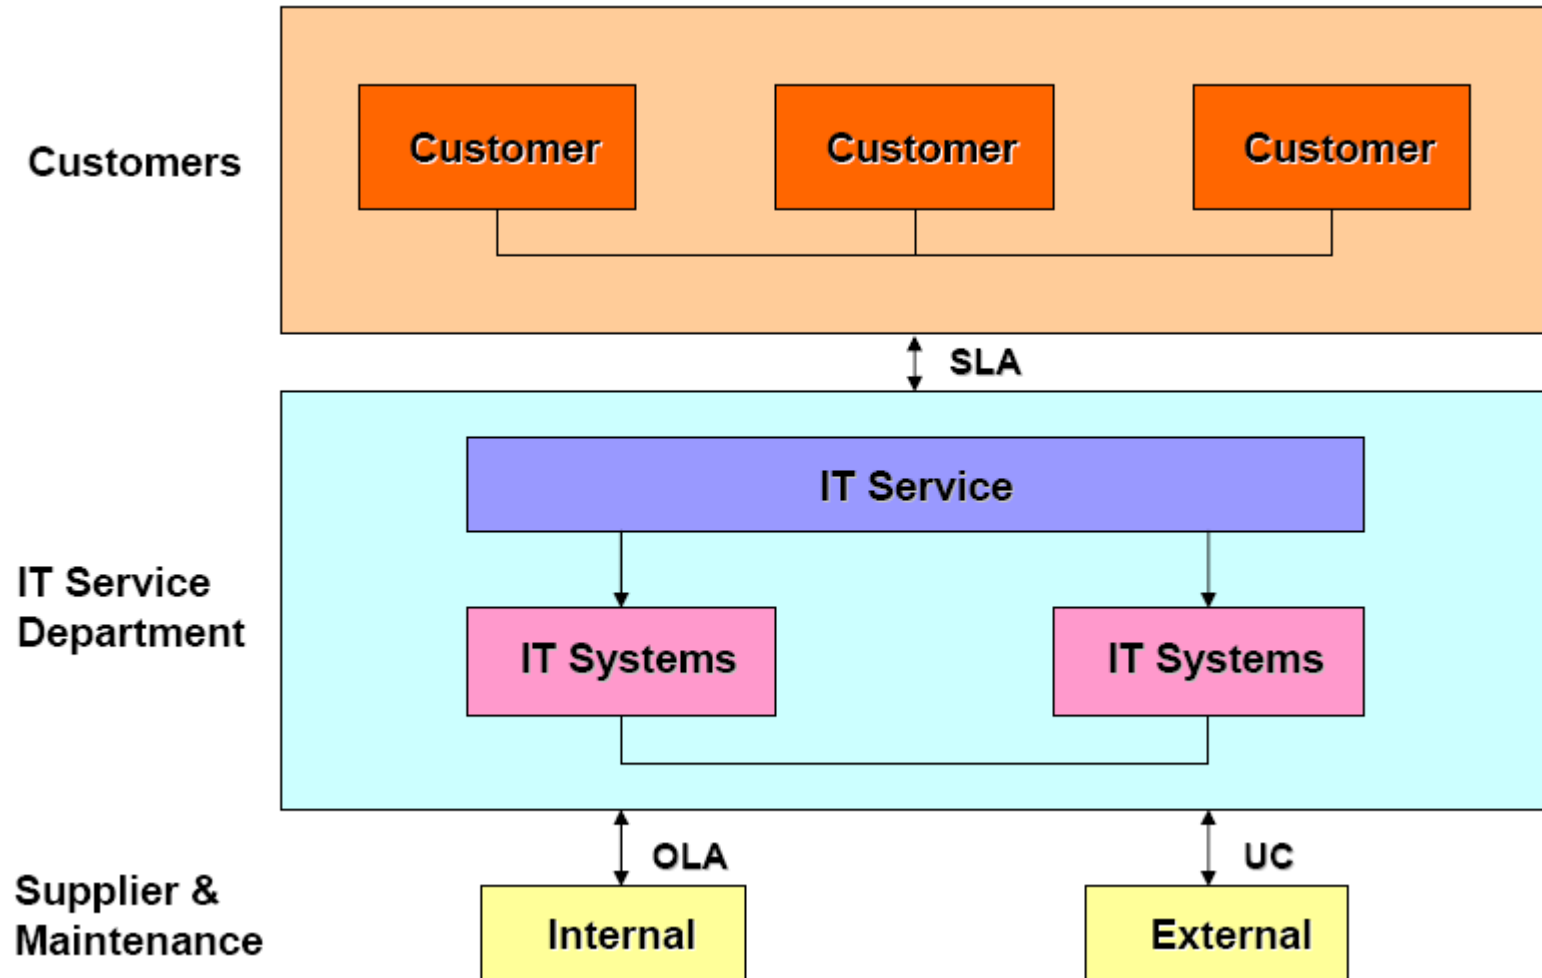 Customers
Customer
Customer
Customer
SLA
IT Service
Department
IT Service
IT Systems
IT Systems
OLA
UC
Supplier &
Maintenance
Internal
External